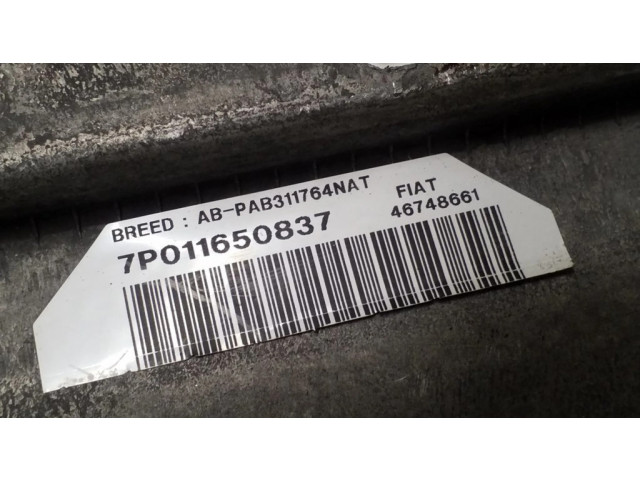 BREED : AB-PAB311764NAT FIAT
7P011650837 46748661